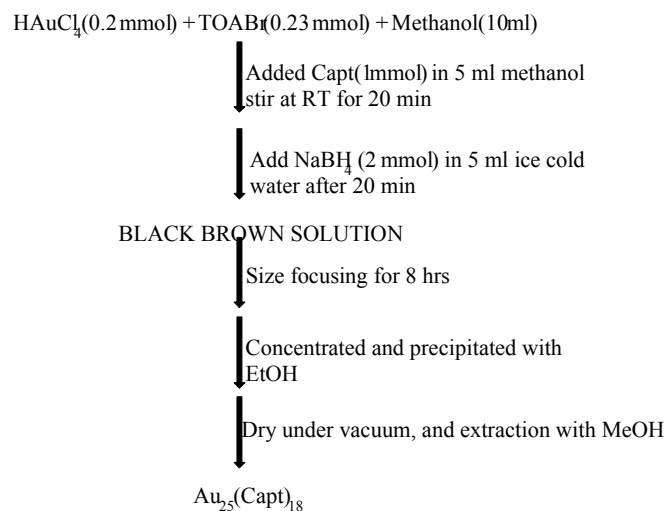 HAuCl4(0.2mmol) + TOABr(0.23 mmol) + Methanol(10ml)
Added Capt(1mmol) in 5 ml methanol
stir at RT for 20 min
Add NaBH4 (2 mmol) in 5 ml ice cold
water after 20 min
BLACK BROWN SOLUTION
Size focusing for 8 hrs
Concentrated and precipitated with
EtOH
Dry under vacuum, and extraction with MeOH
Au25(Capt)18